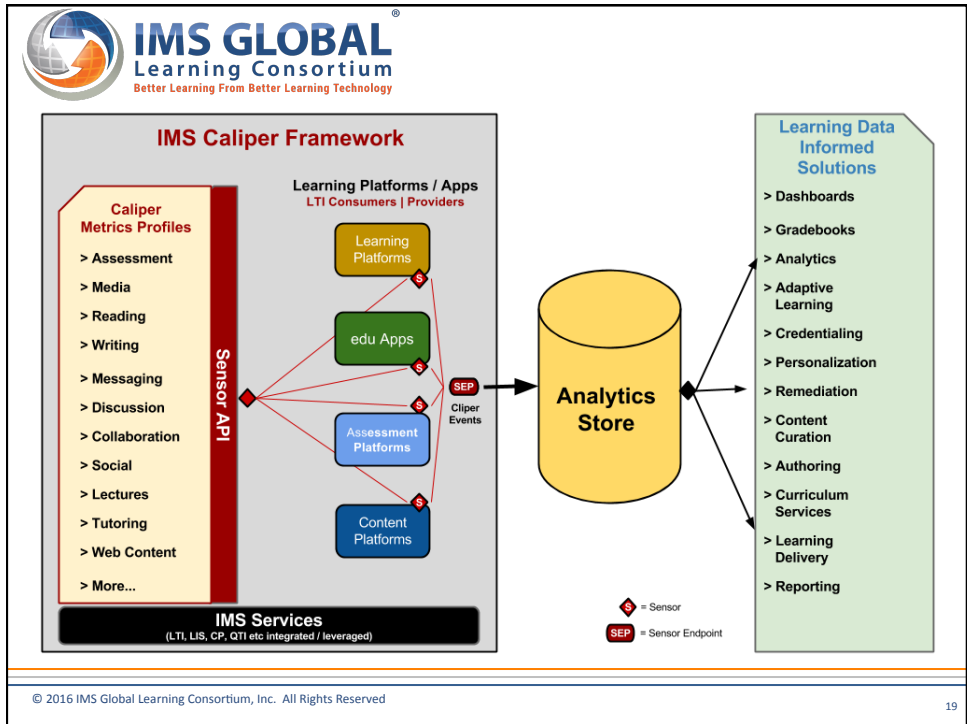 IMS GLOBAL®
Learning Consortium
Better Learning From Better Learning Technology
IMS Caliper Framework
Caliper
Metrics Profiles
> Assessment
> Media
> Reading
> Writing
> Messaging
> Discussion
> Collaboration
> Social
> Lectures
> Tutoring
> Web Content
> More...
Sensor API
Learning Platforms / Apps
LTI Consumers | Providers
Learning
Platforms
S
edu Apps
S
S
Assessment
Platforms
S
Content
Platforms
SEP
Cliper
Events
IMS Services
(LTI, LIS, CP, QTI etc integrated / leveraged)
Analytics
Store
Learning Data
Informed
Solutions
> Dashboards
> Gradebooks
> Analytics
> Adaptive
Learning
> Credentialing
> Personalization
> Remediation
> Content
Curation
> Authoring
> Curriculum
Services
> Learning
Delivery
> Reporting
S = Sensor
SEP = Sensor Endpoint
© 2016 IMS Global Learning Consortium, Inc. All Rights Reserved
19